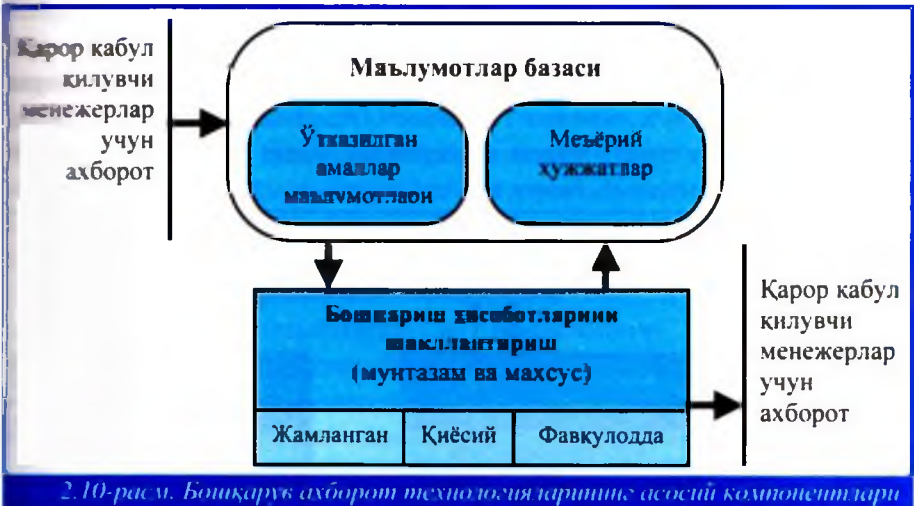 Қарор қабул
қилувчи
менежерлар
учун
ахборот
Маълумотлар базаси
Ўтказилган
амаллар
маълумотлари
Меъёрий
ҳужжатлар
Бошқариш ҳисоботларини
шакллантириш
(мунтазам ва махсус)
Жамланган
Қиёсий
Фавқулодда
Қарор қабул
қилувчи
менежерлар
учун
ахборот
2.10-расм. Бошқарув ахборот технологияларининг асосий компонентлари